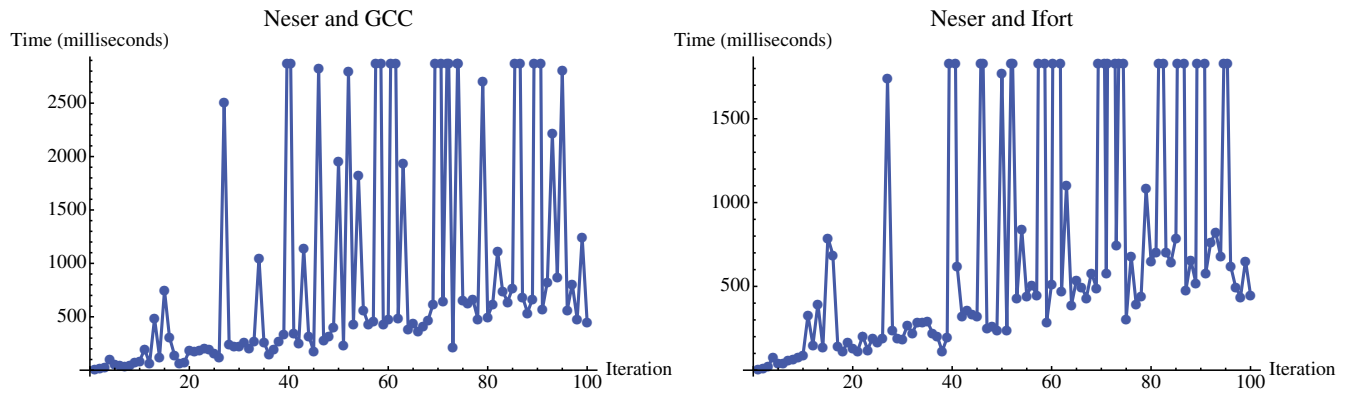 Neser and GCC
Time (milliseconds)
2500
2000
1500
1000
500
20 40 60 80 100
Iteration
Neser and Ifort
Time (milliseconds)
1500
1000
500
20 40 60 80 100
Iteration